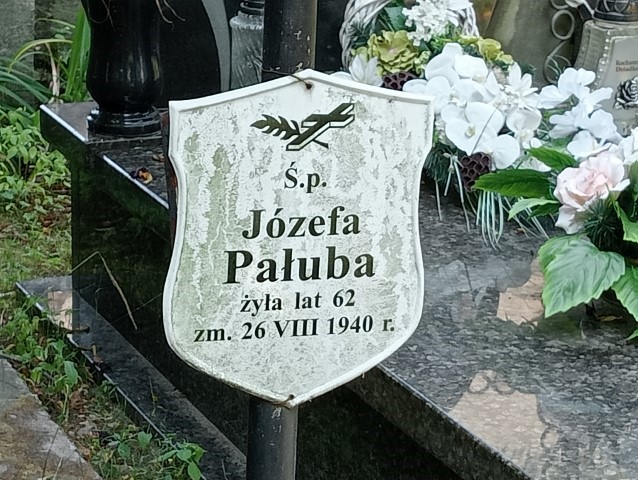 Ś.p.
Józefa
Pałuba
żyła lat 62
zm. 26 VIII 1940 r.